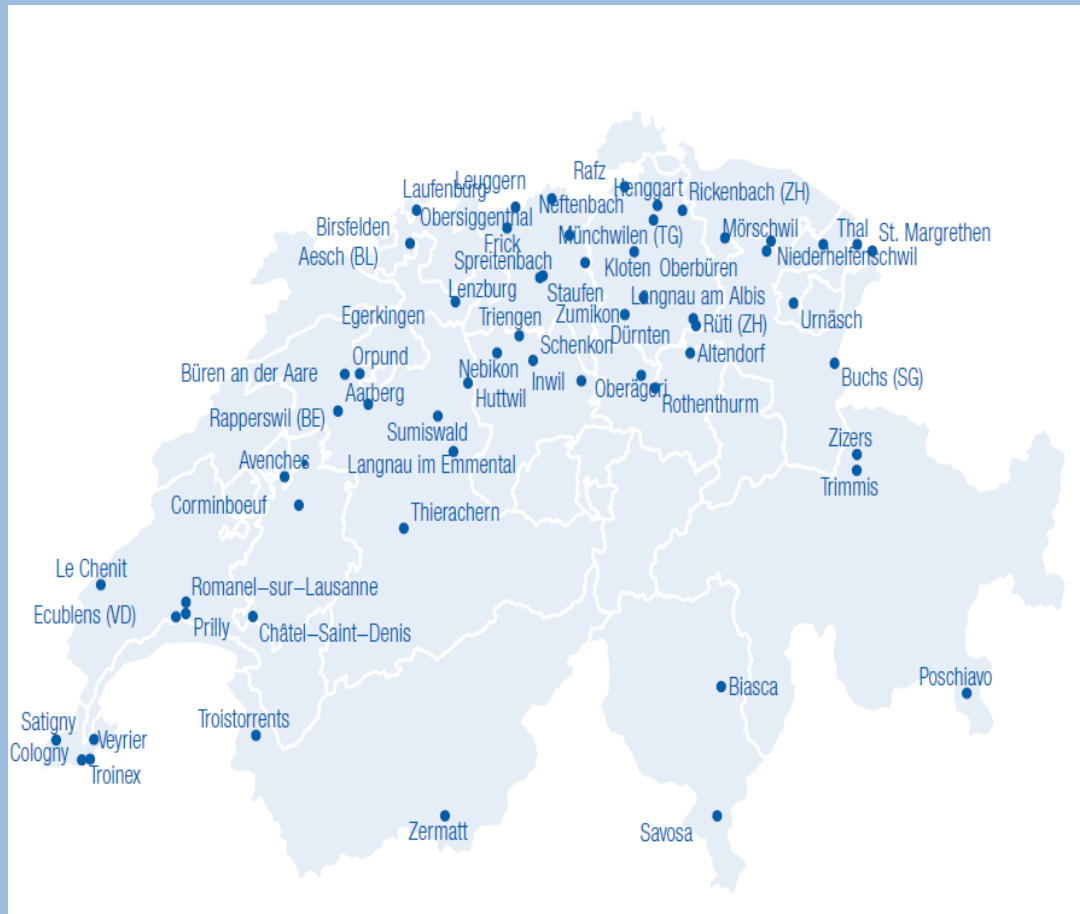 Rafz
Leuggern
Henggart
Laufenburg
Rickenbach (ZH)
Neftenbach
Obersiggenthal
Birsfelden
Mörschwil
Thal
St. Margrethen
Münchwilen (TG)
Frick
Aesch (BL)
Niederhelfenschwil
Spreitenbach
Kloten
Oberbüren
Lenzburg
Staufen
Langnau am Albis
Egerkingen
Triengen
Zumikon
Urnäsch
Rüti (ZH)
Dürnten
Schenkon
Altendorf
Orpund
Büren an der Aare
Nebikon
Buchs (SG)
Inwil
Oberägeri
Aarberg
Huttwil
Rothenthurm
Rapperswil (BE)
Sumiswald
Zizers
Avenches
Langnau im Emmental
Trimmis
Corminboeuf
Thierachern
Le Chenit
Romanel–sur–Lausanne
Ecublens (VD)
Prilly
Châtel–Saint–Denis
Poschiavo
Biasca
Troistorrents
Satigny
Veyrier
Cologny
Troinex
Zermatt
Savosa